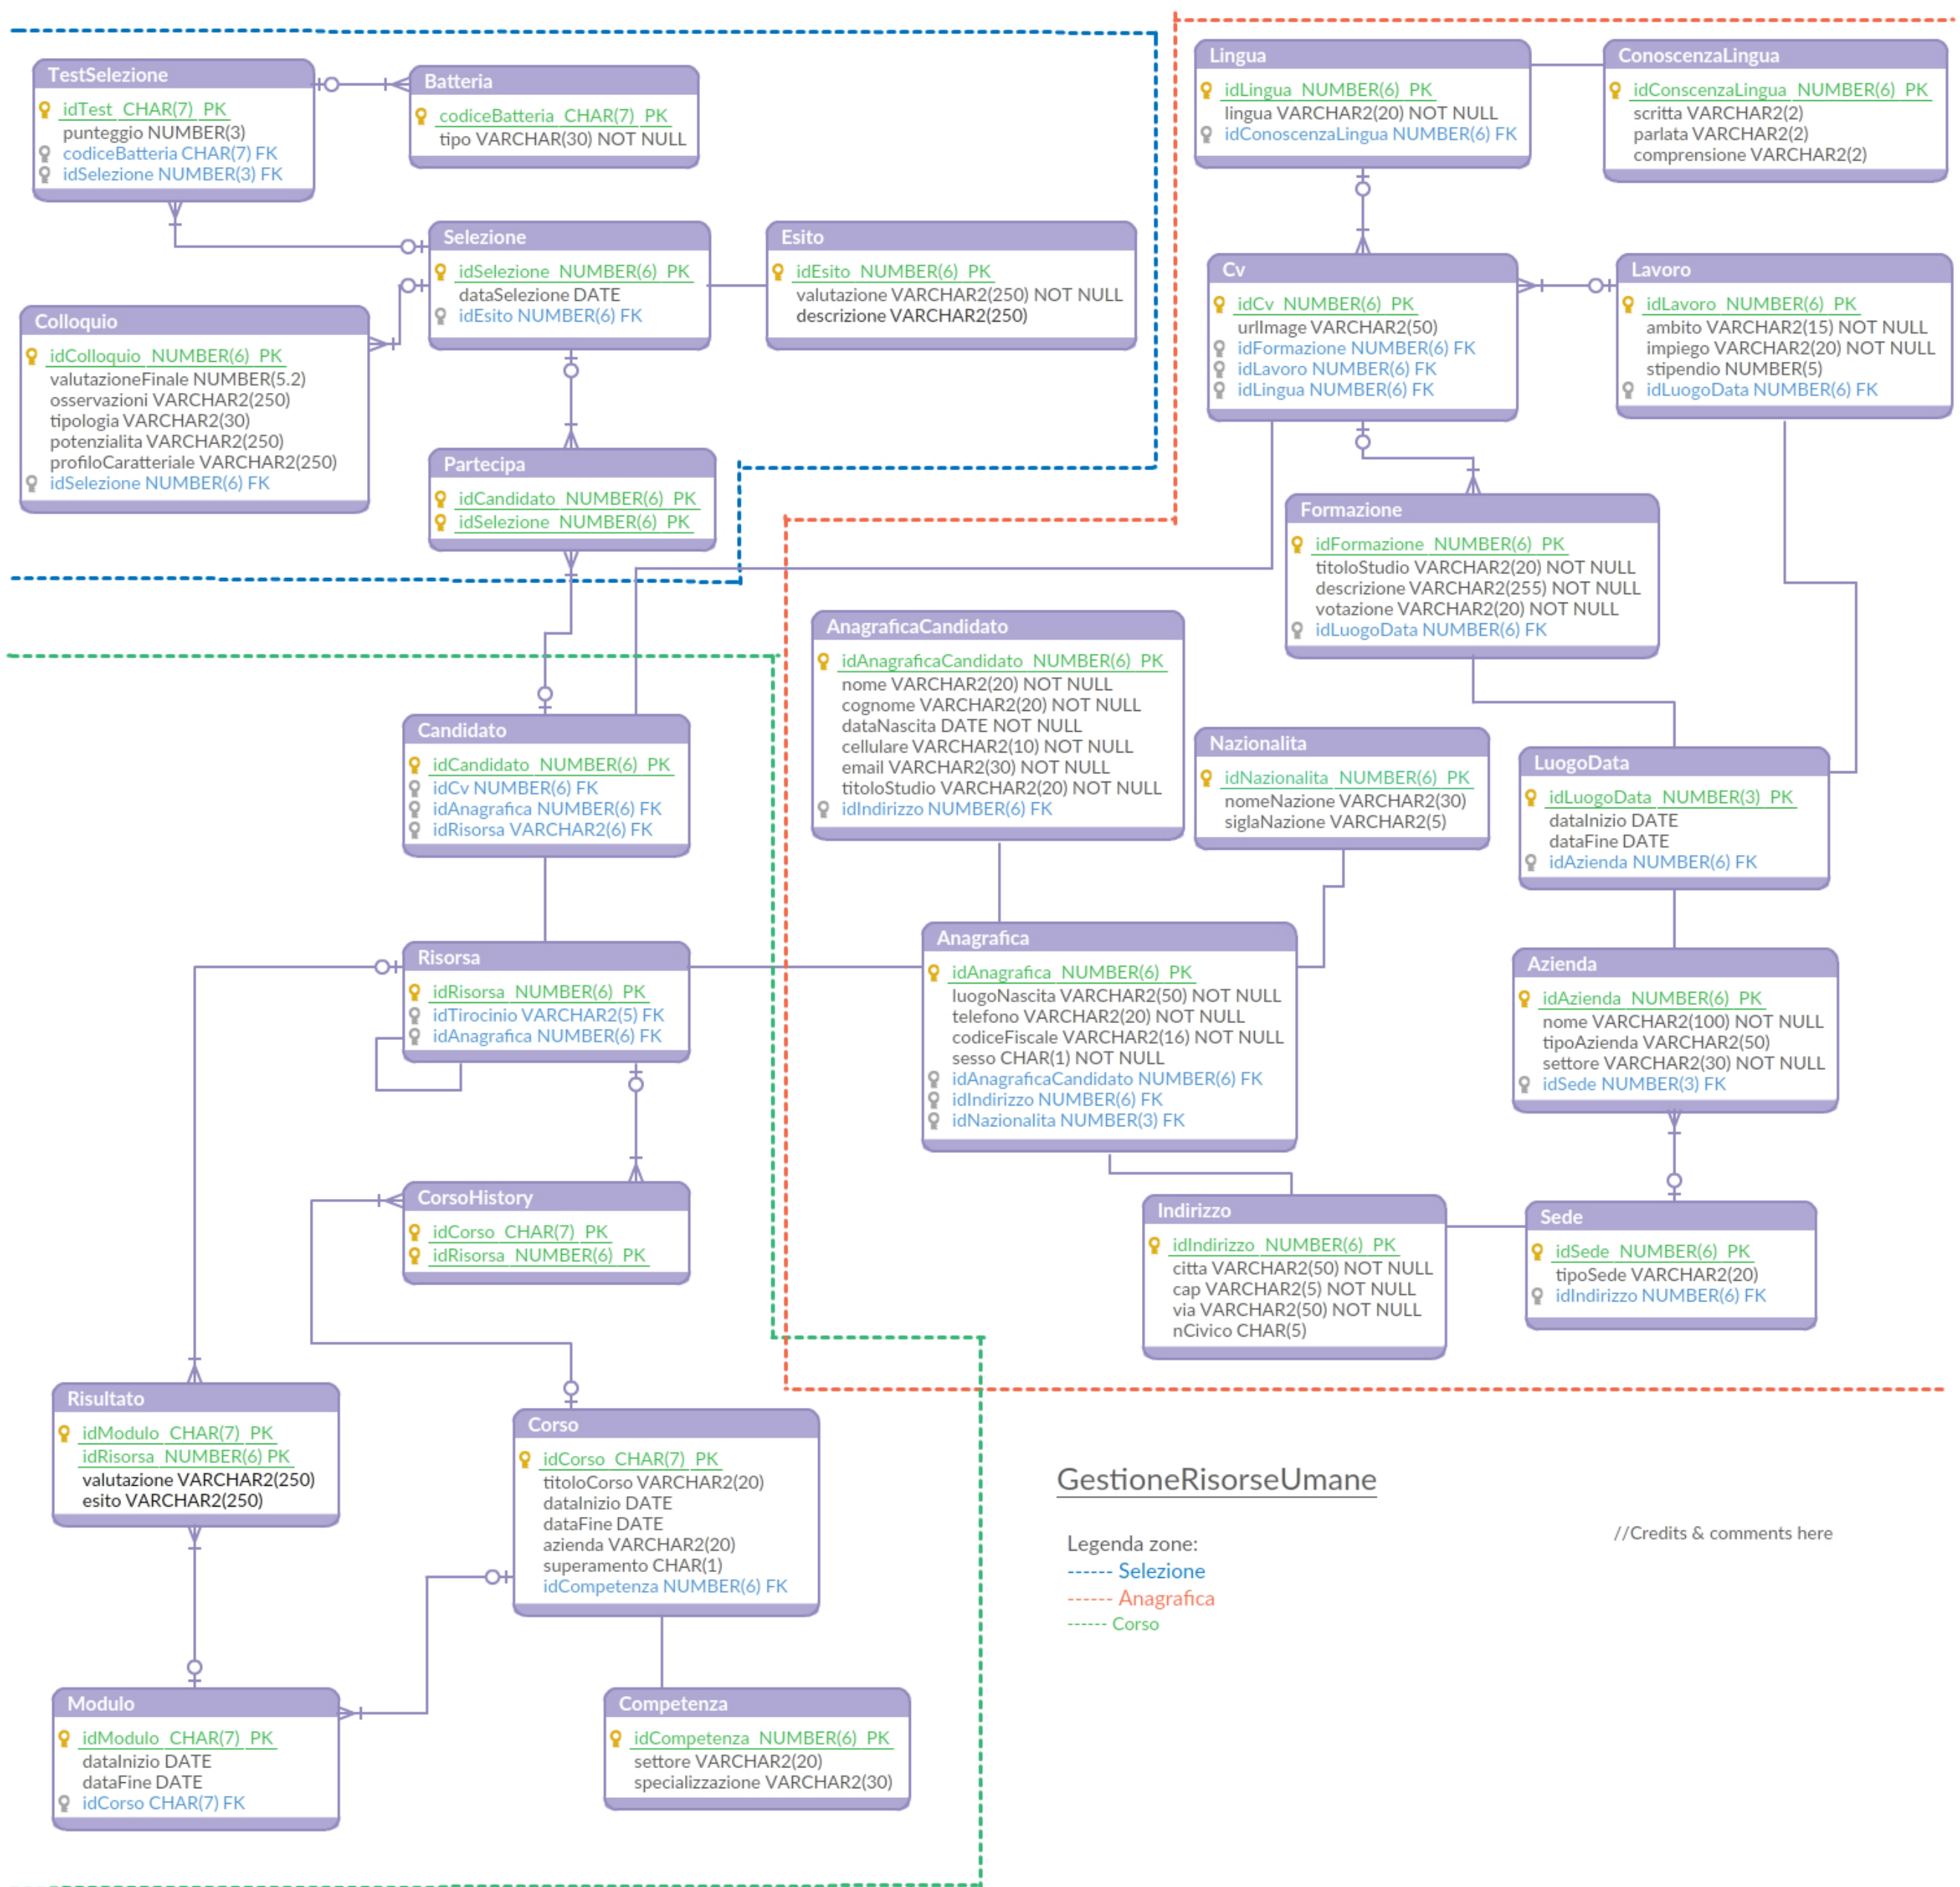 TestSelezione
idTest CHAR(7) PK
punteggio NUMBER(3)
codiceBatteria CHAR(7) FK
idSelezione NUMBER(3) FK
Batteria
codiceBatteria CHAR(7) PK
tipo VARCHAR(30) NOT NULL
Lingua
idLingua NUMBER(6) PK
lingua VARCHAR2(20) NOT NULL
idConoscenzaLingua NUMBER(6) FK
ConoscenzaLingua
idConscenzaLingua NUMBER(6) PK
scritta VARCHAR2(2)
parlata VARCHAR2(2)
comprensione VARCHAR2(2)
Selezione
idSelezione NUMBER(6) PK
dataSelezione DATE
idEsito NUMBER(6) FK
Esito
idEsito NUMBER(6) PK
valutazione VARCHAR2(250) NOT NULL
descrizione VARCHAR2(250)
Cv
idCv NUMBER(6) PK
urlImage VARCHAR2(50)
idFormazione NUMBER(6) FK
idLavoro NUMBER(6) FK
idLingua NUMBER(6) FK
Lavoro
idLavoro NUMBER(6) PK
ambito VARCHAR2(15) NOT NULL
impiego VARCHAR2(20) NOT NULL
stipendio NUMBER(5)
idLuogoData NUMBER(6) FK
Colloquio
idColloquio NUMBER(6) PK
valutazioneFinale NUMBER(5.2)
osservazioni VARCHAR2(250)
tipologia VARCHAR2(30)
potenzialita VARCHAR2(250)
profiloCaratteriale VARCHAR2(250)
idSelezione NUMBER(6) FK
Partecipa
idCandidato NUMBER(6) PK
idSelezione NUMBER(6) PK
Formazione
idFormazione NUMBER(6) PK
titoloStudio VARCHAR2(20) NOT NULL
descrizione VARCHAR2(255) NOT NULL
votazione VARCHAR2(20) NOT NULL
idLuogoData NUMBER(6) FK
AnagraficaCandidato
idAnagraficaCandidato NUMBER(6) PK
nome VARCHAR2(20) NOT NULL
cognome VARCHAR2(20) NOT NULL
dataNascita DATE NOT NULL
cellulare VARCHAR2(10) NOT NULL
email VARCHAR2(30) NOT NULL
titoloStudio VARCHAR2(20) NOT NULL
idIndirizzo NUMBER(6) FK
Candidato
idCandidato NUMBER(6) PK
idCv NUMBER(6) FK
idAnagrafica NUMBER(6) FK
idRisorsa VARCHAR2(6) FK
Nazionalita
idNazionalita NUMBER(6) PK
nomeNazione VARCHAR2(30)
siglaNazione VARCHAR2(5)
LuogoData
idLuogoData NUMBER(3) PK
dataInizio DATE
dataFine DATE
idAzienda NUMBER(6) FK
Risorsa
idRisorsa NUMBER(6) PK
idTirocinio VARCHAR2(5) FK
idAnagrafica NUMBER(6) FK
Anagrafica
idAnagrafica NUMBER(6) PK
luogoNascita VARCHAR2(50) NOT NULL
telefono VARCHAR2(20) NOT NULL
codiceFiscale VARCHAR2(16) NOT NULL
sesso CHAR(1) NOT NULL
idAnagraficaCandidato NUMBER(6) FK
idIndirizzo NUMBER(6) FK
idNazionalita NUMBER(3) FK
Azienda
idAzienda NUMBER(6) PK
nome VARCHAR2(100) NOT NULL
tipoAzienda VARCHAR2(50)
settore VARCHAR2(30) NOT NULL
idSede NUMBER(3) FK
CorsoHistory
idCorso CHAR(7) PK
idRisorsa NUMBER(6) PK
Indirizzo
idIndirizzo NUMBER(6) PK
citta VARCHAR2(50) NOT NULL
cap VARCHAR2(5) NOT NULL
via VARCHAR2(50) NOT NULL
nCivico CHAR(5)
Sede
idSede NUMBER(6) PK
tipoSede VARCHAR2(20)
idIndirizzo NUMBER(6) FK
Risultato
idModulo CHAR(7) PK
idRisorsa NUMBER(6) PK
valutazione VARCHAR2(250)
esito VARCHAR2(250)
Corso
idCorso CHAR(7) PK
titoloCorso VARCHAR2(20)
dataInizio DATE
dataFine DATE
azienda VARCHAR2(20)
superamento CHAR(1)
idCompetenza NUMBER(6) FK
GestioneRisorseUmane
Legenda zone:
------ Selezione
------ Anagrafica
------ Corso
//Credits & comments here
Modulo
idModulo CHAR(7) PK
dataInizio DATE
dataFine DATE
idCorso CHAR(7) FK
Competenza
idCompetenza NUMBER(6) PK
settore VARCHAR2(20)
specializzazione VARCHAR2(30)